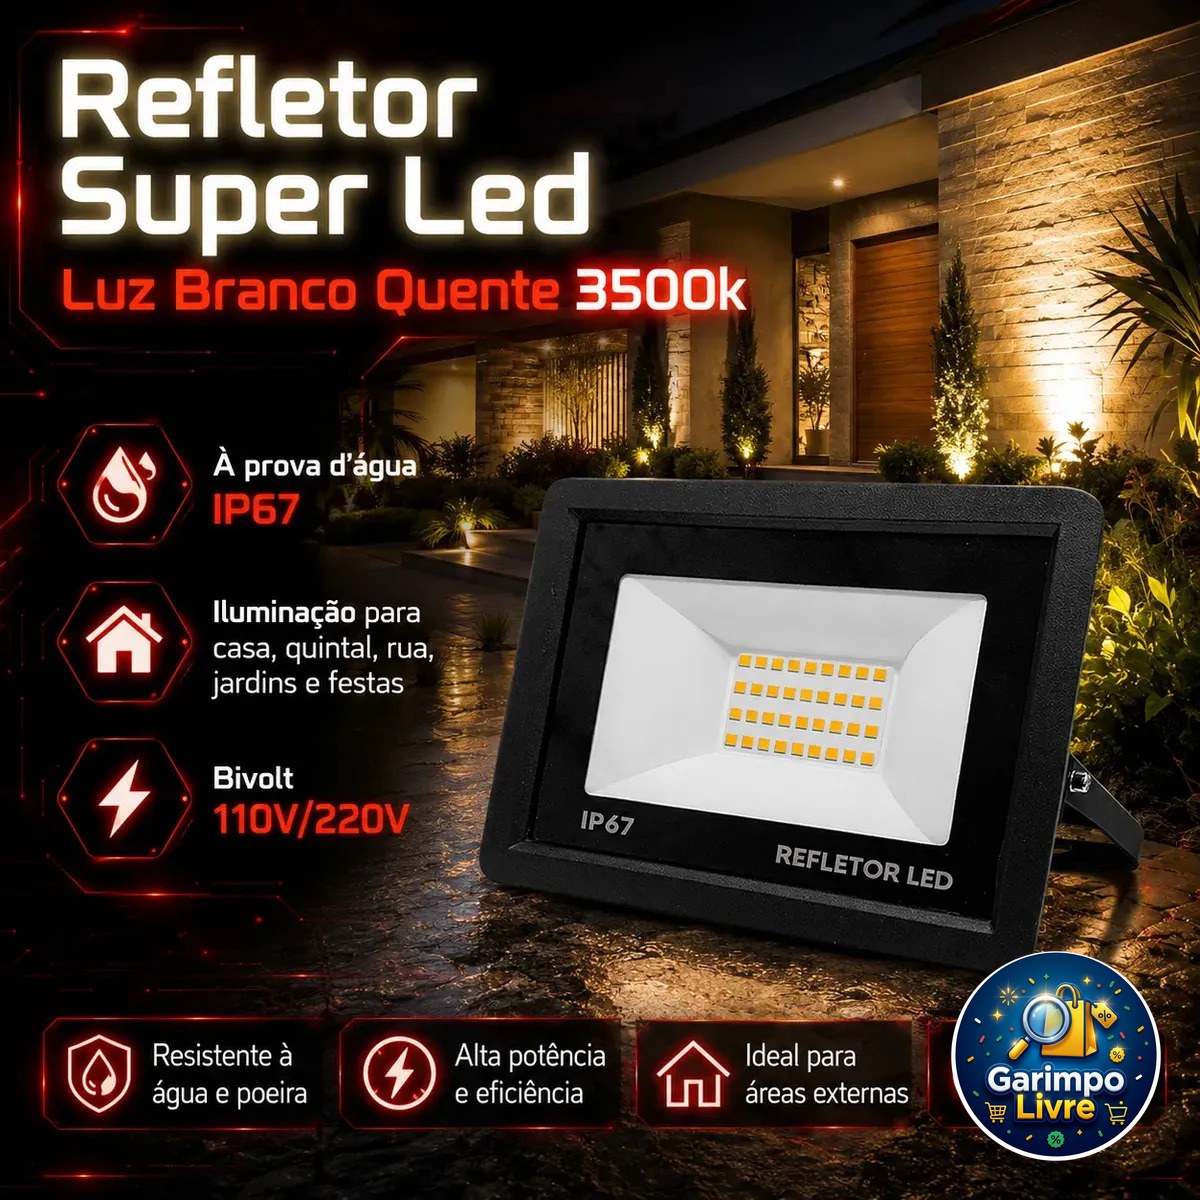 Refletor
Super Led
Luz Branco Quente 3500k
À prova d'água
IP67
Iluminação para
casa, quintal, rua,
jardins e festas
Bivolt
110V/220V
IP67
REFLETOR LED
Resistente à
água e poeira
Alta potência
e eficiência
Ideal para
áreas externas
%
%
Garimpo
Livre
%